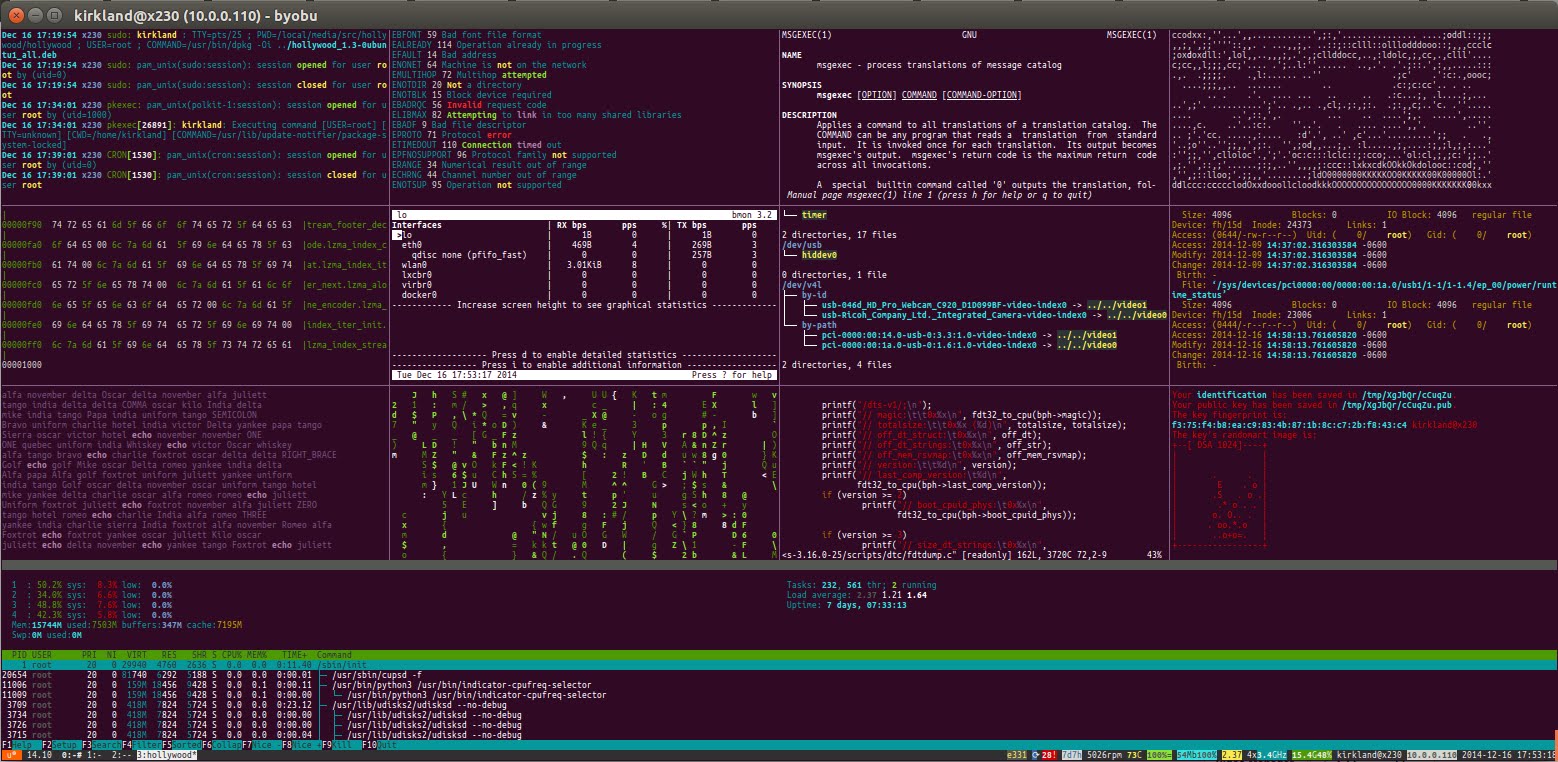 kirkland@x230 (10.0.0.110) - byobu
Dec 16 17:19:54 x230 sudo: kirkland : TTY=pts/25 ; PWD=/local/media/src/holly
wood/hollywood ; USER=root ; COMMAND=/usr/bin/dpkg -Oi ../hollywood_1.3-0ubun
tu1_all.deb
Dec 16 17:19:54 x230 sudo: pam_unix(sudo:session): session opened for user ro
ot by (uid=0)
Dec 16 17:19:54 x230 sudo: pam_unix(sudo:session): session closed for user ro
ot
Dec 16 17:34:01 x230 pkexec: pam_unix(polkit-1:session): session opened for u
ser root by (uid=1000)
Dec 16 17:34:01 x230 pkexec[26891]: kirkland: Executing command [USER=root] [
TTY=unknown] [CWD=/home/kirkland] [COMMAND=/usr/lib/update-notifier/package-s
ystem-locked]
Dec 16 17:39:01 x230 CRON[1530]: pam_unix(cron:session): session opened for u
ser root by (uid=0)
Dec 16 17:39:01 x230 CRON[1530]: pam_unix(cron:session): session closed for u
ser root
EBFONT 59 Bad font file format
EALREADY 114 Operation already in progress
EFAULT 14 Bad address
ENONET 64 Machine is not on the network
EMULTIHOP 72 Multihop attempted
ENOTDIR 20 Not a directory
ENOTBLK 15 Block device required
EBADRQC 56 Invalid request code
ELIBMAX 82 Attempting to link in too many shared libraries
EBADF 9 Bad file descriptor
EPROTO 71 Protocol error
ETIMEDOUT 110 Connection timed out
EPFNOSUPPORT 96 Protocol family not supported
ERANGE 34 Numerical result out of range
ECHRNG 44 Channel number out of range
ENOTSUP 95 Operation not supported
MSGEXEC(1) GNU MSGEXEC(1)
NAME
msgexec - process translations of message catalog
SYNOPSIS
msgexec [OPTION] COMMAND [COMMAND-OPTION]
DESCRIPTION
Applies a command to all translations of a translation catalog. The
COMMAND can be any program that reads a translation from standard
input. It is invoked once for each translation. Its output becomes
msgexec's output. msgexec's return code is the maximum return code
across all invocations.
A special builtin command called '0' outputs the translation, fol-
Manual page msgexec(1) line 1 (press h for help or q to quit)
00000f90 74 72 65 61 6d 5f 66 6f 6f 74 65 72 5f 64 65 63 |tream_footer_dec
|
00000fa0 6f 64 65 00 6c 7a 6d 61 5f 69 6e 64 65 78 5f 63 |ode.lzma_index_c
|
00000fb0 61 74 00 6c 7a 6d 61 5f 69 6e 64 65 78 5f 69 74 |at.lzma_index_it
|
00000fc0 65 72 5f 6e 65 78 74 00 6c 7a 6d 61 5f 61 6c 6f |er_next.lzma_alo
|
00000fd0 6e 65 5f 65 6e 63 6f 64 65 72 00 6c 7a 6d 61 5f |ne_encoder.lzma_
|
00000fe0 69 6e 64 65 78 5f 69 74 65 72 5f 69 6e 69 74 00 |index_iter_init.
|
00000ff0 6c 7a 6d 61 5f 69 6e 64 65 78 5f 73 74 72 65 61 |lzma_index_strea
|
00001000
lo bmon 3.2
Interfaces | RX bps pps %| TX bps pps
>lo | 1B 0 | 1B 0
eth0 | 469B 4 | 269B 3
qdisc none (pfifo_fast) | 0 0 | 257B 3
wlan0 | 3.01KiB 8 | 0 0
lxcbr0 | 0 0 | 0 0
virbr0 | 0 0 | 0 0
docker0 | 0 0 | 0 0
Increase screen height to see graphical statistics
Press d to enable detailed statistics
Press i to enable additional information
Tue Dec 16 17:53:17 2014 Press ? for help
timer
2 directories, 17 files
/dev/usb
hiddev0
0 directories, 1 file
/dev/v4l
by-id
usb-046d_HD_Pro_Webcam_C920_D1D099BF-video-index0 -> ../../video1
usb-Ricoh_Company_Ltd._Integrated_Camera-video-index0 -> ../../video0
by-path
pci-0000:00:14.0-usb-0:3.3:1.0-video-index0 -> ../../video1
pci-0000:00:1a.0-usb-0:1.6:1.0-video-index0 -> ../../video0
2 directories, 4 files
Size: 4096 Blocks: 0 IO Block: 4096 regular file
Device: fh/15d Inode: 24373 Links: 1
Access: (0644/-rw-r--r--) Uid: ( 0/ root) Gid: ( 0/ root)
Access: 2014-12-09 14:37:02.316303584 -0600
Modify: 2014-12-09 14:37:02.316303584 -0600
Change: 2014-12-09 14:37:02.316303584 -0600
Birth: -
File: '/sys/devices/pci0000:00/0000:00:1a.0/usb1/1-1/1-1.4/ep_00/power/runt
ime_status'
Size: 4096 Blocks: 0 IO Block: 4096 regular file
Device: fh/15d Inode: 23006 Links: 1
Access: (0444/-r--r--r--) Uid: ( 0/ root) Gid: ( 0/ root)
Access: 2014-12-16 14:58:13.761605820 -0600
Modify: 2014-12-16 14:58:13.761605820 -0600
Change: 2014-12-16 14:58:13.761605820 -0600
Birth: -
alfa november delta Oscar delta november alfa juliett
tango india delta delta COMMA oscar kilo India delta
mike india tango Papa india uniform tango SEMICOLON
Bravo uniform charlie hotel india victor Delta yankee papa tango
Sierra oscar victor hotel echo november november ONE
ONE quebec uniform india Whiskey echo victor Oscar whiskey
alfa tango bravo echo charlie foxtrot oscar delta delta RIGHT_BRACE
Golf echo golf Mike oscar Delta romeo yankee india delta
Alfa papa Alfa golf foxtrot uniform juliett yankee uniform
india tango Golf oscar delta november oscar uniform tango hotel
mike yankee delta charlie oscar alfa romeo romeo echo juliett
Uniform foxtrot juliett foxtrot november alfa juliett ZERO
tango hotel romeo echo charlie India alfa romeo THREE
yankee india charlie sierra India foxtrot alfa november Romeo alfa
Foxtrot echo foxtrot yankee oscar juliett Kilo oscar
juliett echo delta november echo yankee tango Foxtrot echo juliett
printf("/dts-v1/;\n");
printf("// magic:\t\t0x%x\n", fdt32_to_cpu(bph->magic));
printf("// totalsize:\t\t0x%x (%d)\n", totalsize, totalsize);
printf("// off_dt_struct:\t0x%x\n", off_dt);
printf("// off_dt_strings:\t0x%x\n", off_str);
printf("// off_mem_rsvmap:\t0x%x\n", off_mem_rsvmap);
printf("// version:\t\t%d\n", version);
printf("// last_comp_version:\t%d\n",
fdt32_to_cpu(bph->last_comp_version));
if (version >= 2)
printf("// boot_cpuid_phys:\t0x%x\n",
fdt32_to_cpu(bph->boot_cpuid_phys));
if (version >= 3)
printf("// size_dt_strings:\t0x%x\n",
<s-3.16.0-25/scripts/dtc/fdtdump.c" [readonly] 162L, 3720C 72,2-9 43%
Your identification has been saved in /tmp/XgJbQr/cCuqZu
Your public key has been saved in /tmp/XgJbQr/cCuqZu.pub.
The key fingerprint is:
f3:75:f4:b8:ea:c9:83:4b:87:1b:8c:c7:2b:f8:43:c4 kirkland@x230
The key's randomart image is:
+--[ DSA 1024]----+
1 : 50.2% sys: 8.3% low: 0.0%
2 : 34.0% sys: 6.6% low: 0.0%
3 : 48.8% sys: 7.6% low: 0.0%
4 : 42.3% sys: 5.8% low: 0.0%
Mem:15744M used:7503M buffers:347M cache:7195M
Swp:0M used:0M
Tasks: 232, 561 thr; 2 running
Load average: 2.37 1.21 1.64
Uptime: 7 days, 07:33:13
PID USER PRI NI VIRT RES SHR S CPU% MEM% TIME+ Command
1 root 20 0 29940 4760 2636 S 0.0 0.0 0:11.40 /sbin/init
20654 root 20 0 81740 6292 5188 S 0.0 0.0 0:00.01 /usr/sbin/cupsd -f
11006 root 20 0 159M 18456 9428 S 0.0 0.1 0:00.11 /usr/bin/python3 /usr/bin/indicator-cpufreq-selector
11009 root 20 0 159M 18456 9428 S 0.0 0.1 0:00.00 /usr/bin/python3 /usr/bin/indicator-cpufreq-selector
3709 root 20 0 418M 7824 5724 S 0.0 0.0 0:23.12 /usr/lib/udisks2/udisksd --no-debug
3734 root 20 0 418M 7824 5724 S 0.0 0.0 0:00.00 /usr/lib/udisks2/udisksd --no-debug
3726 root 20 0 418M 7824 5724 S 0.0 0.0 0:00.00 /usr/lib/udisks2/udisksd --no-debug
3715 root 20 0 418M 7824 5724 S 0.0 0.0 0:00.04 /usr/lib/udisks2/udisksd --no-debug
F1Help F2Setup F3Search F4Filter F5Sorted F6Collap F7Nice - F8Nice + F9Kill F10Quit
14.10 0:-# 1:- 2:-- 3:hollywood* e331 28! 7d7h 5026rpm 73C 100%= 54Mb100% 2.37 4x3.4GHz 15.4G48% kirkland@x230 10.0.0.110 2014-12-16 17:53:18